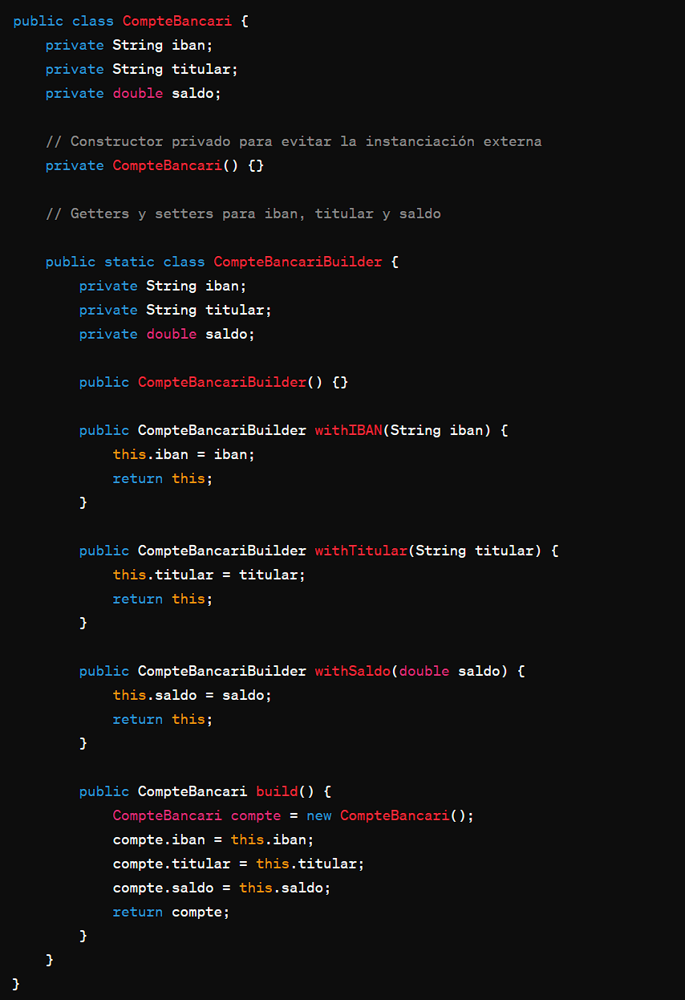 public class CompteBancari {
    private String iban;
    private String titular;
    private double saldo;

    // Constructor privado para evitar la instanciación externa
    private CompteBancari() {}

    // Getters y setters para iban, titular y saldo

    public static class CompteBancariBuilder {
        private String iban;
        private String titular;
        private double saldo;

        public CompteBancariBuilder() {}

        public CompteBancariBuilder withIBAN(String iban) {
            this.iban = iban;
            return this;
        }

        public CompteBancariBuilder withTitular(String titular) {
            this.titular = titular;
            return this;
        }

        public CompteBancariBuilder withSaldo(double saldo) {
            this.saldo = saldo;
            return this;
        }

        public CompteBancari build() {
            CompteBancari compte = new CompteBancari();
            compte.iban = this.iban;
            compte.titular = this.titular;
            compte.saldo = this.saldo;
            return compte;
        }
    }
}